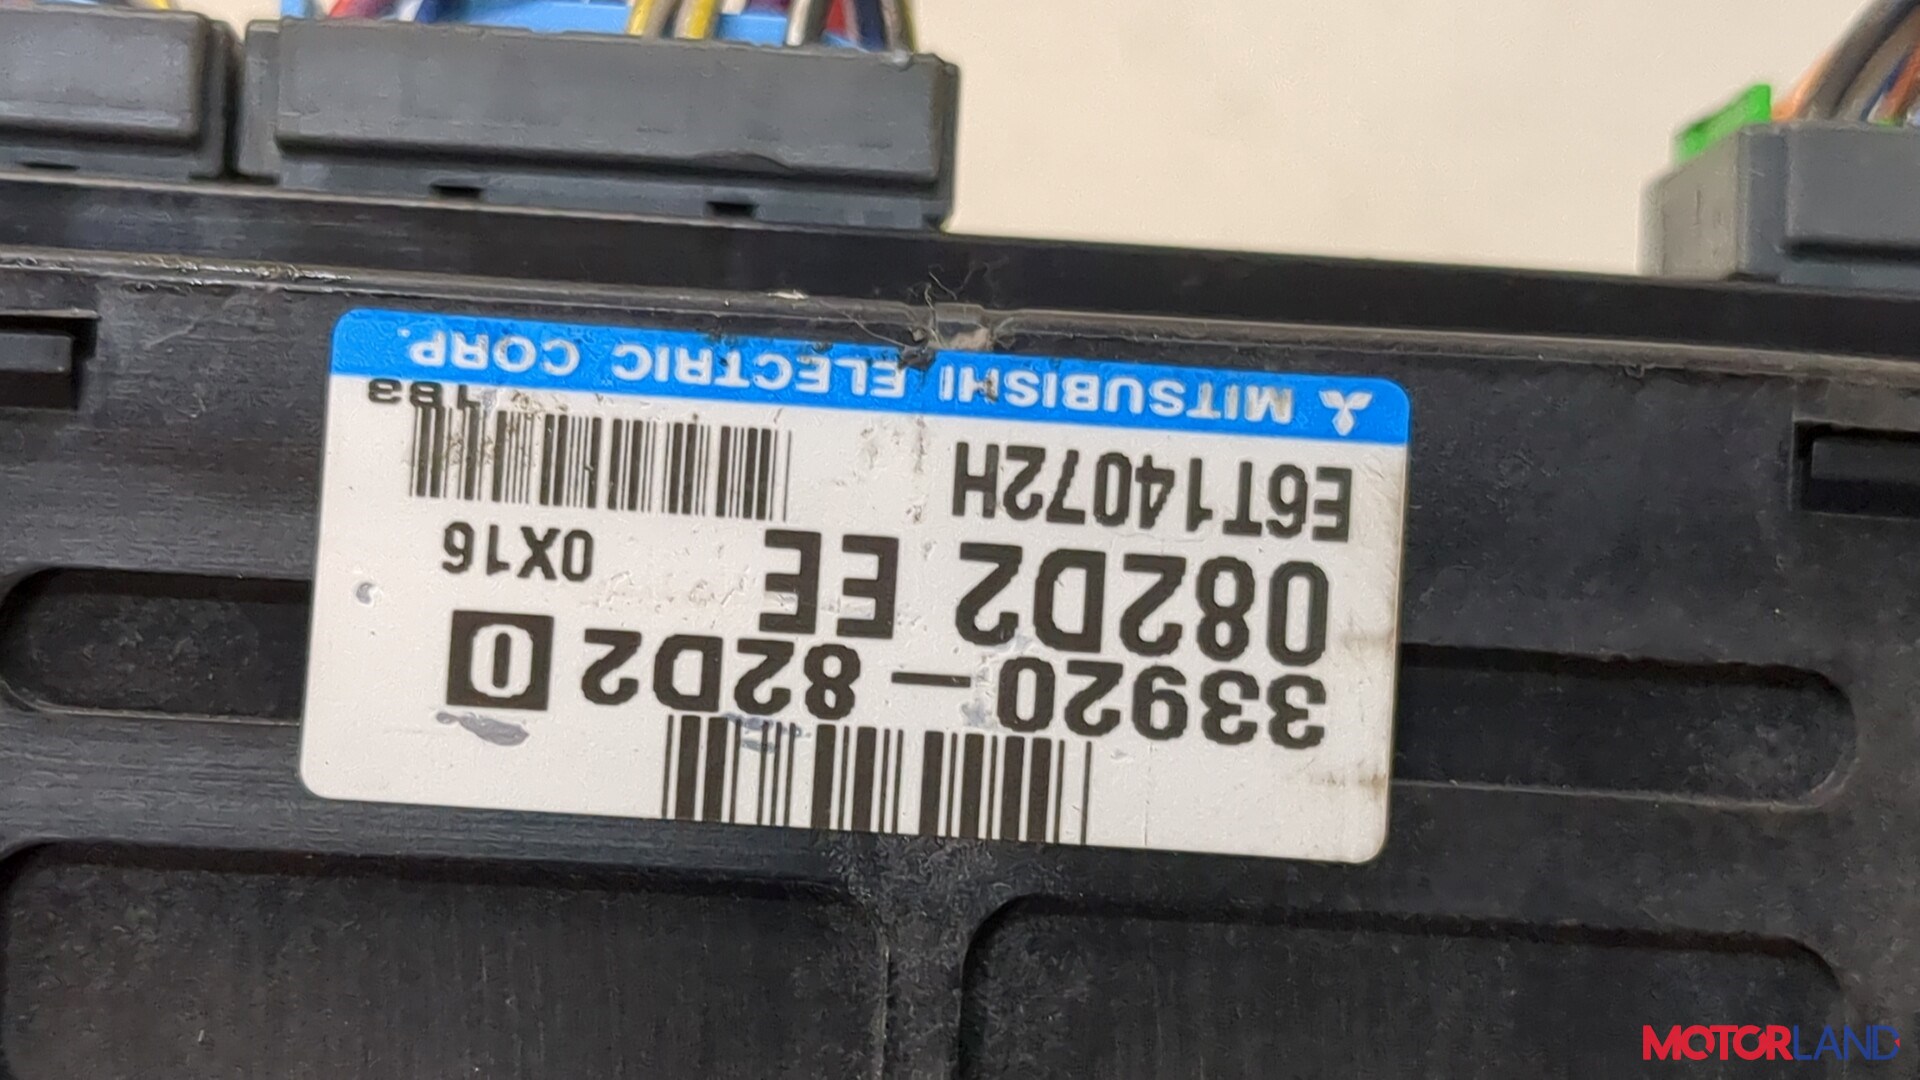 33920–82D2 0
082D2 EE 0X16
E6T14072H
MITSUBISHI ELECTRIC CORP.
MOTORLAND